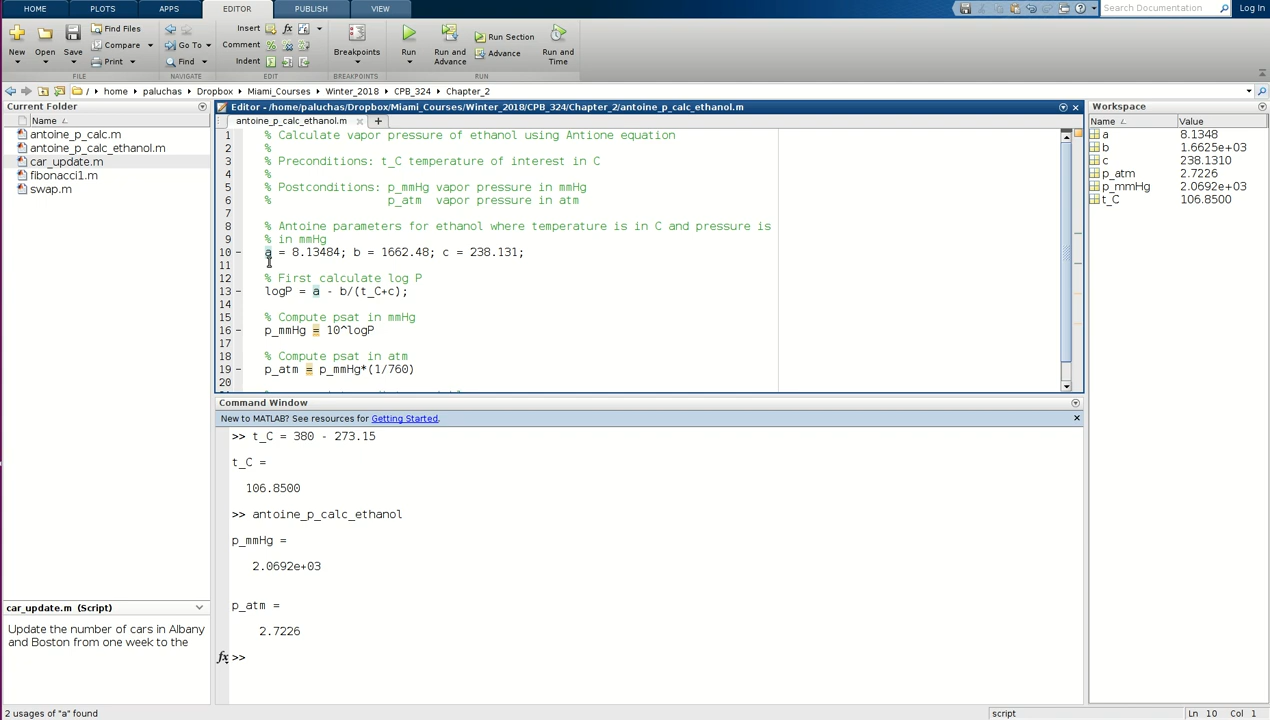 HOME PLOTS APPS EDITOR PUBLISH VIEW Search Documentation Log In
New Open Save Find Files Compare Print Go To Find Insert Comment Indent fx Breakpoints Run Run and Advance Run Section Advance Run and Time
FILE NAVIGATE EDIT BREAKPOINTS RUN
/ home paluchas Dropbox Miami_Courses Winter_2018 CPB_324 Chapter_2
Current Folder
Name
antoine_p_calc.m
antoine_p_calc_ethanol.m
car_update.m
fibonacci1.m
swap.m
car_update.m (Script)
Update the number of cars in Albany
and Boston from one week to the
Editor - /home/paluchas/Dropbox/Miami_Courses/Winter_2018/CPB_324/Chapter_2/antoine_p_calc_ethanol.m
antoine_p_calc_ethanol.m
1 % Calculate vapor pressure of ethanol using Antione equation
2 %
3 % Preconditions: t_C temperature of interest in C
4 %
5 % Postconditions: p_mmHg vapor pressure in mmHg
6 % p_atm vapor pressure in atm
7
8 % Antoine parameters for ethanol where temperature is in C and pressure is
9 % in mmHg
10 a = 8.13484; b = 1662.48; c = 238.131;
11
12 % First calculate log P
13 logP = a - b/(t_C+c);
14
15 % Compute psat in mmHg
16 p_mmHg = 10^logP
17
18 % Compute psat in atm
19 p_atm = p_mmHg*(1/760)
20
Command Window
New to MATLAB? See resources for Getting Started.
>> t_C = 380 - 273.15
t_C =
106.8500
>> antoine_p_calc_ethanol
p_mmHg =
2.0692e+03
p_atm =
2.7226
fx >>
Workspace
Name Value
a 8.1348
b 1.6625e+03
c 238.1310
p_atm 2.7226
p_mmHg 2.0692e+03
t_C 106.8500
2 usages of "a" found script Ln 10 Col 1